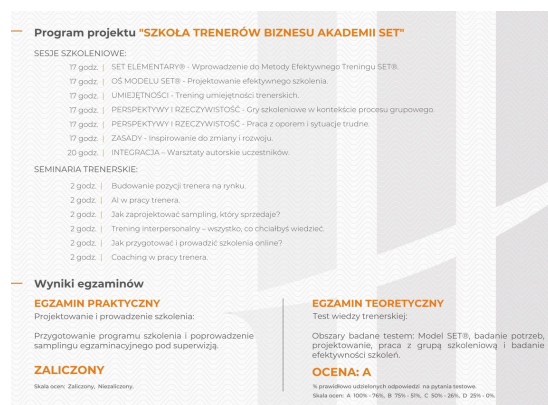 Program projektu "SZKOŁA TRENERÓW BIZNESU AKADEMII SET"
SESJE SZKOLENIOWE:
17 godz. | SET ELEMENTARY® - Wprowadzenie do Metody Efektywnego Treningu SET®.
17 godz. | OŚ MODELU SET® - Projektowanie efektywnego szkolenia.
17 godz. | UMIEJĘTNOŚCI - Trening umiejętności trenerskich.
17 godz. | PERSPEKTYWY I RZECZYWISTOŚĆ - Gry szkoleniowe w kontekście procesu grupowego.
17 godz. | PERSPEKTYWY I RZECZYWISTOŚĆ - Praca z oporem i sytuacje trudne.
17 godz. | ZASADY - Inspirowanie do zmiany i rozwoju.
20 godz. | INTEGRACJA – Warsztaty autorskie uczestników.
SEMINARIA TRENERSKIE:
2 godz. | Budowanie pozycji trenera na rynku.
2 godz. | AI w pracy trenera.
2 godz. | Jak zaprojektować sampling, który sprzedaje?
2 godz. | Trening interpersonalny – wszystko, co chciałbyś wiedzieć.
2 godz. | Jak przygotować i prowadzić szkolenia online?
2 godz. | Coaching w pracy trenera.
Wyniki egzaminów
EGZAMIN PRAKTYCZNY
Projektowanie i prowadzenie szkolenia:
Przygotowanie programu szkolenia i poprowadzenie
samplingu egzaminacyjnego pod superwizją.
ZALICZONY
Skala ocen: Zaliczony, Niezaliczony.
EGZAMIN TEORETYCZNY
Test wiedzy trenerskiej:
Obszary badane testem: Model SET®, badanie potrzeb,
projektowanie, praca z grupą szkoleniową i badanie
efektywności szkoleń.
OCENA: A
% prawidłowo udzielonych odpowiedzi na pytania testowe.
Skala ocen: A 100% - 76%, B 75% - 51%, C 50% - 26%, D 25% - 0%.